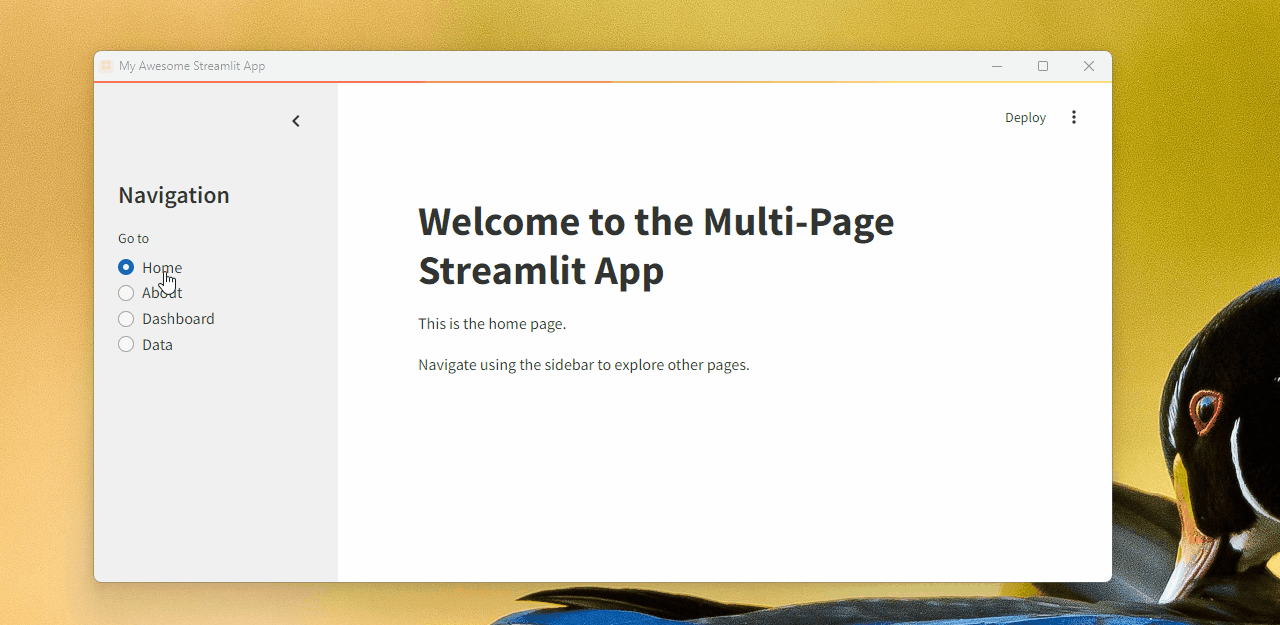 My Awesome Streamlit App
Deploy
Navigation
Go to
Home
About
Dashboard
Data
Welcome to the Multi-Page
Streamlit App
This is the home page.
Navigate using the sidebar to explore other pages.